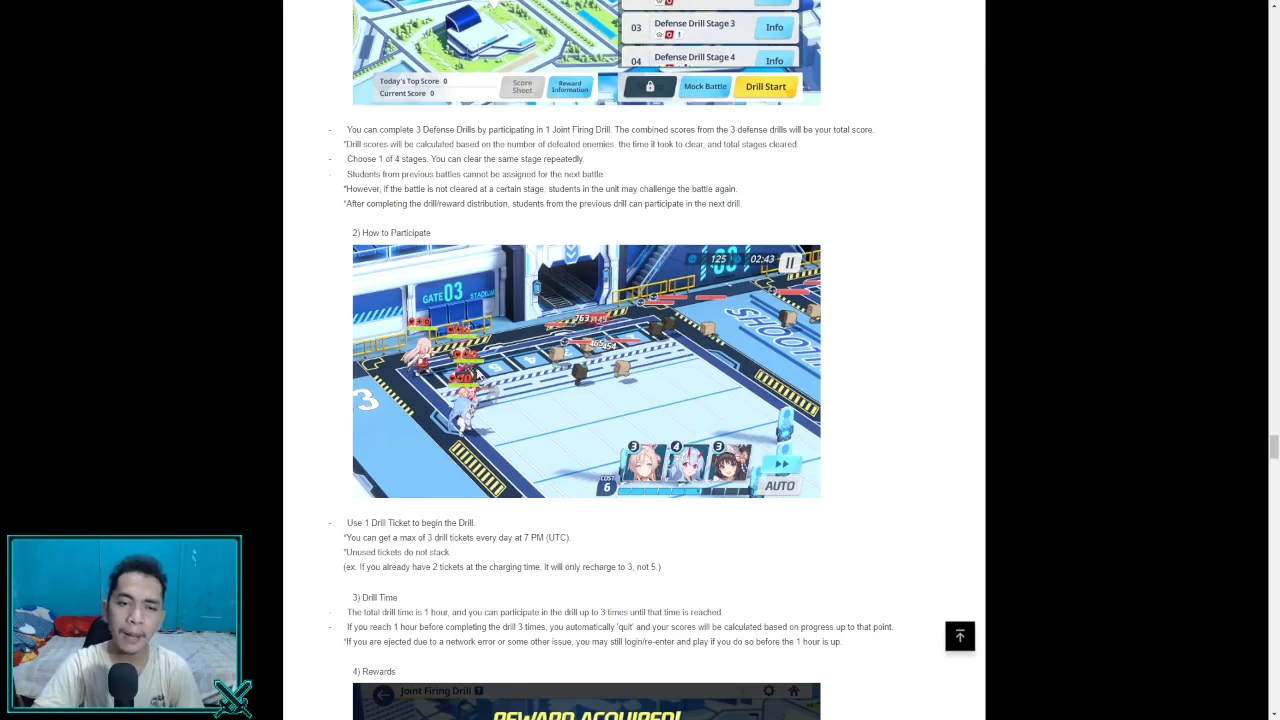 03 Defense Drill Stage 3 Info
04 Defense Drill Stage 4 Info
Today's Top Score 0
Current Score 0
Score Sheet
Reward Information
Mock Battle
Drill Start
- You can complete 3 Defense Drills by participating in 1 Joint Firing Drill. The combined scores from the 3 defense drills will be your total score.
*Drill scores will be calculated based on the number of defeated enemies, the time it took to clear, and total stages cleared.
- Choose 1 of 4 stages. You can clear the same stage repeatedly.
- Students from previous battles cannot be assigned for the next battle.
*However, if the battle is not cleared at a certain stage, students in the unit may challenge the battle again.
*After completing the drill/reward distribution, students from the previous drill can participate in the next drill.
2) How to Participate
125 02:43
GATE 03 STADIUM
SHOOTI
3
3 4 3
COST 6
AUTO
- Use 1 Drill Ticket to begin the Drill.
*You can get a max of 3 drill tickets every day at 7 PM (UTC).
*Unused tickets do not stack.
(ex. If you already have 2 tickets at the charging time, it will only recharge to 3, not 5.)
3) Drill Time
- The total drill time is 1 hour, and you can participate in the drill up to 3 times until that time is reached.
- If you reach 1 hour before completing the drill 3 times, you automatically 'quit' and your scores will be calculated based on progress up to that point.
*If you are ejected due to a network error or some other issue, you may still login/re-enter and play if you do so before the 1 hour is up.
4) Rewards
Joint Firing Drill
REWARD ACQUIRED!